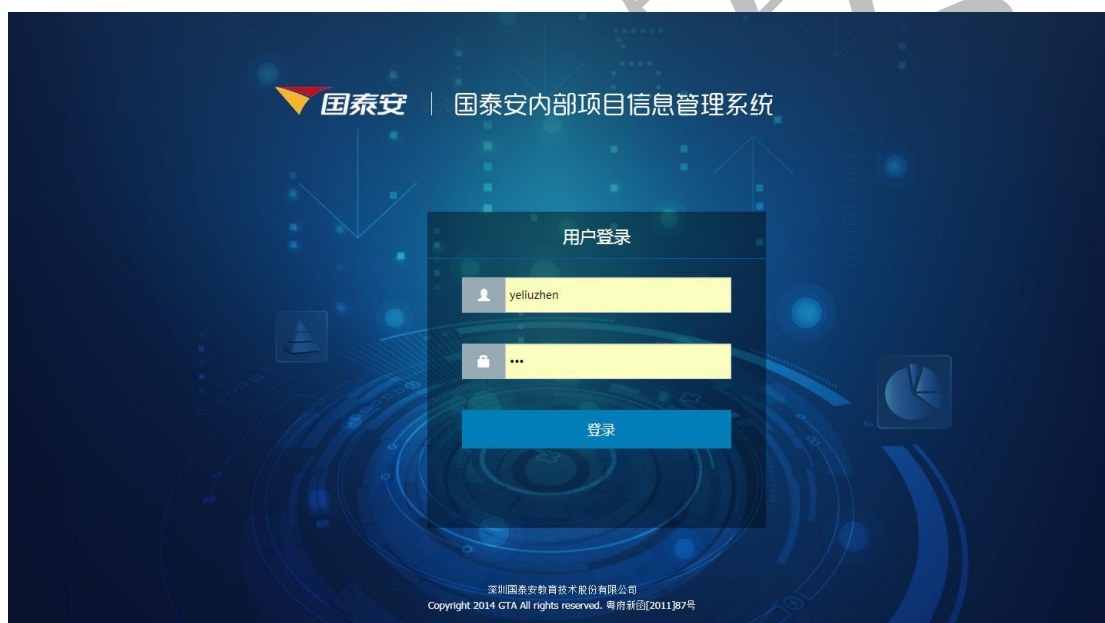 国泰安 | 国泰安内部项目信息管理系统
用户登录
yeliuzhen
•••
登录
深圳国泰安教育技术股份有限公司
Copyright 2014 GTA All rights reserved. 粤府新函[2011]87号